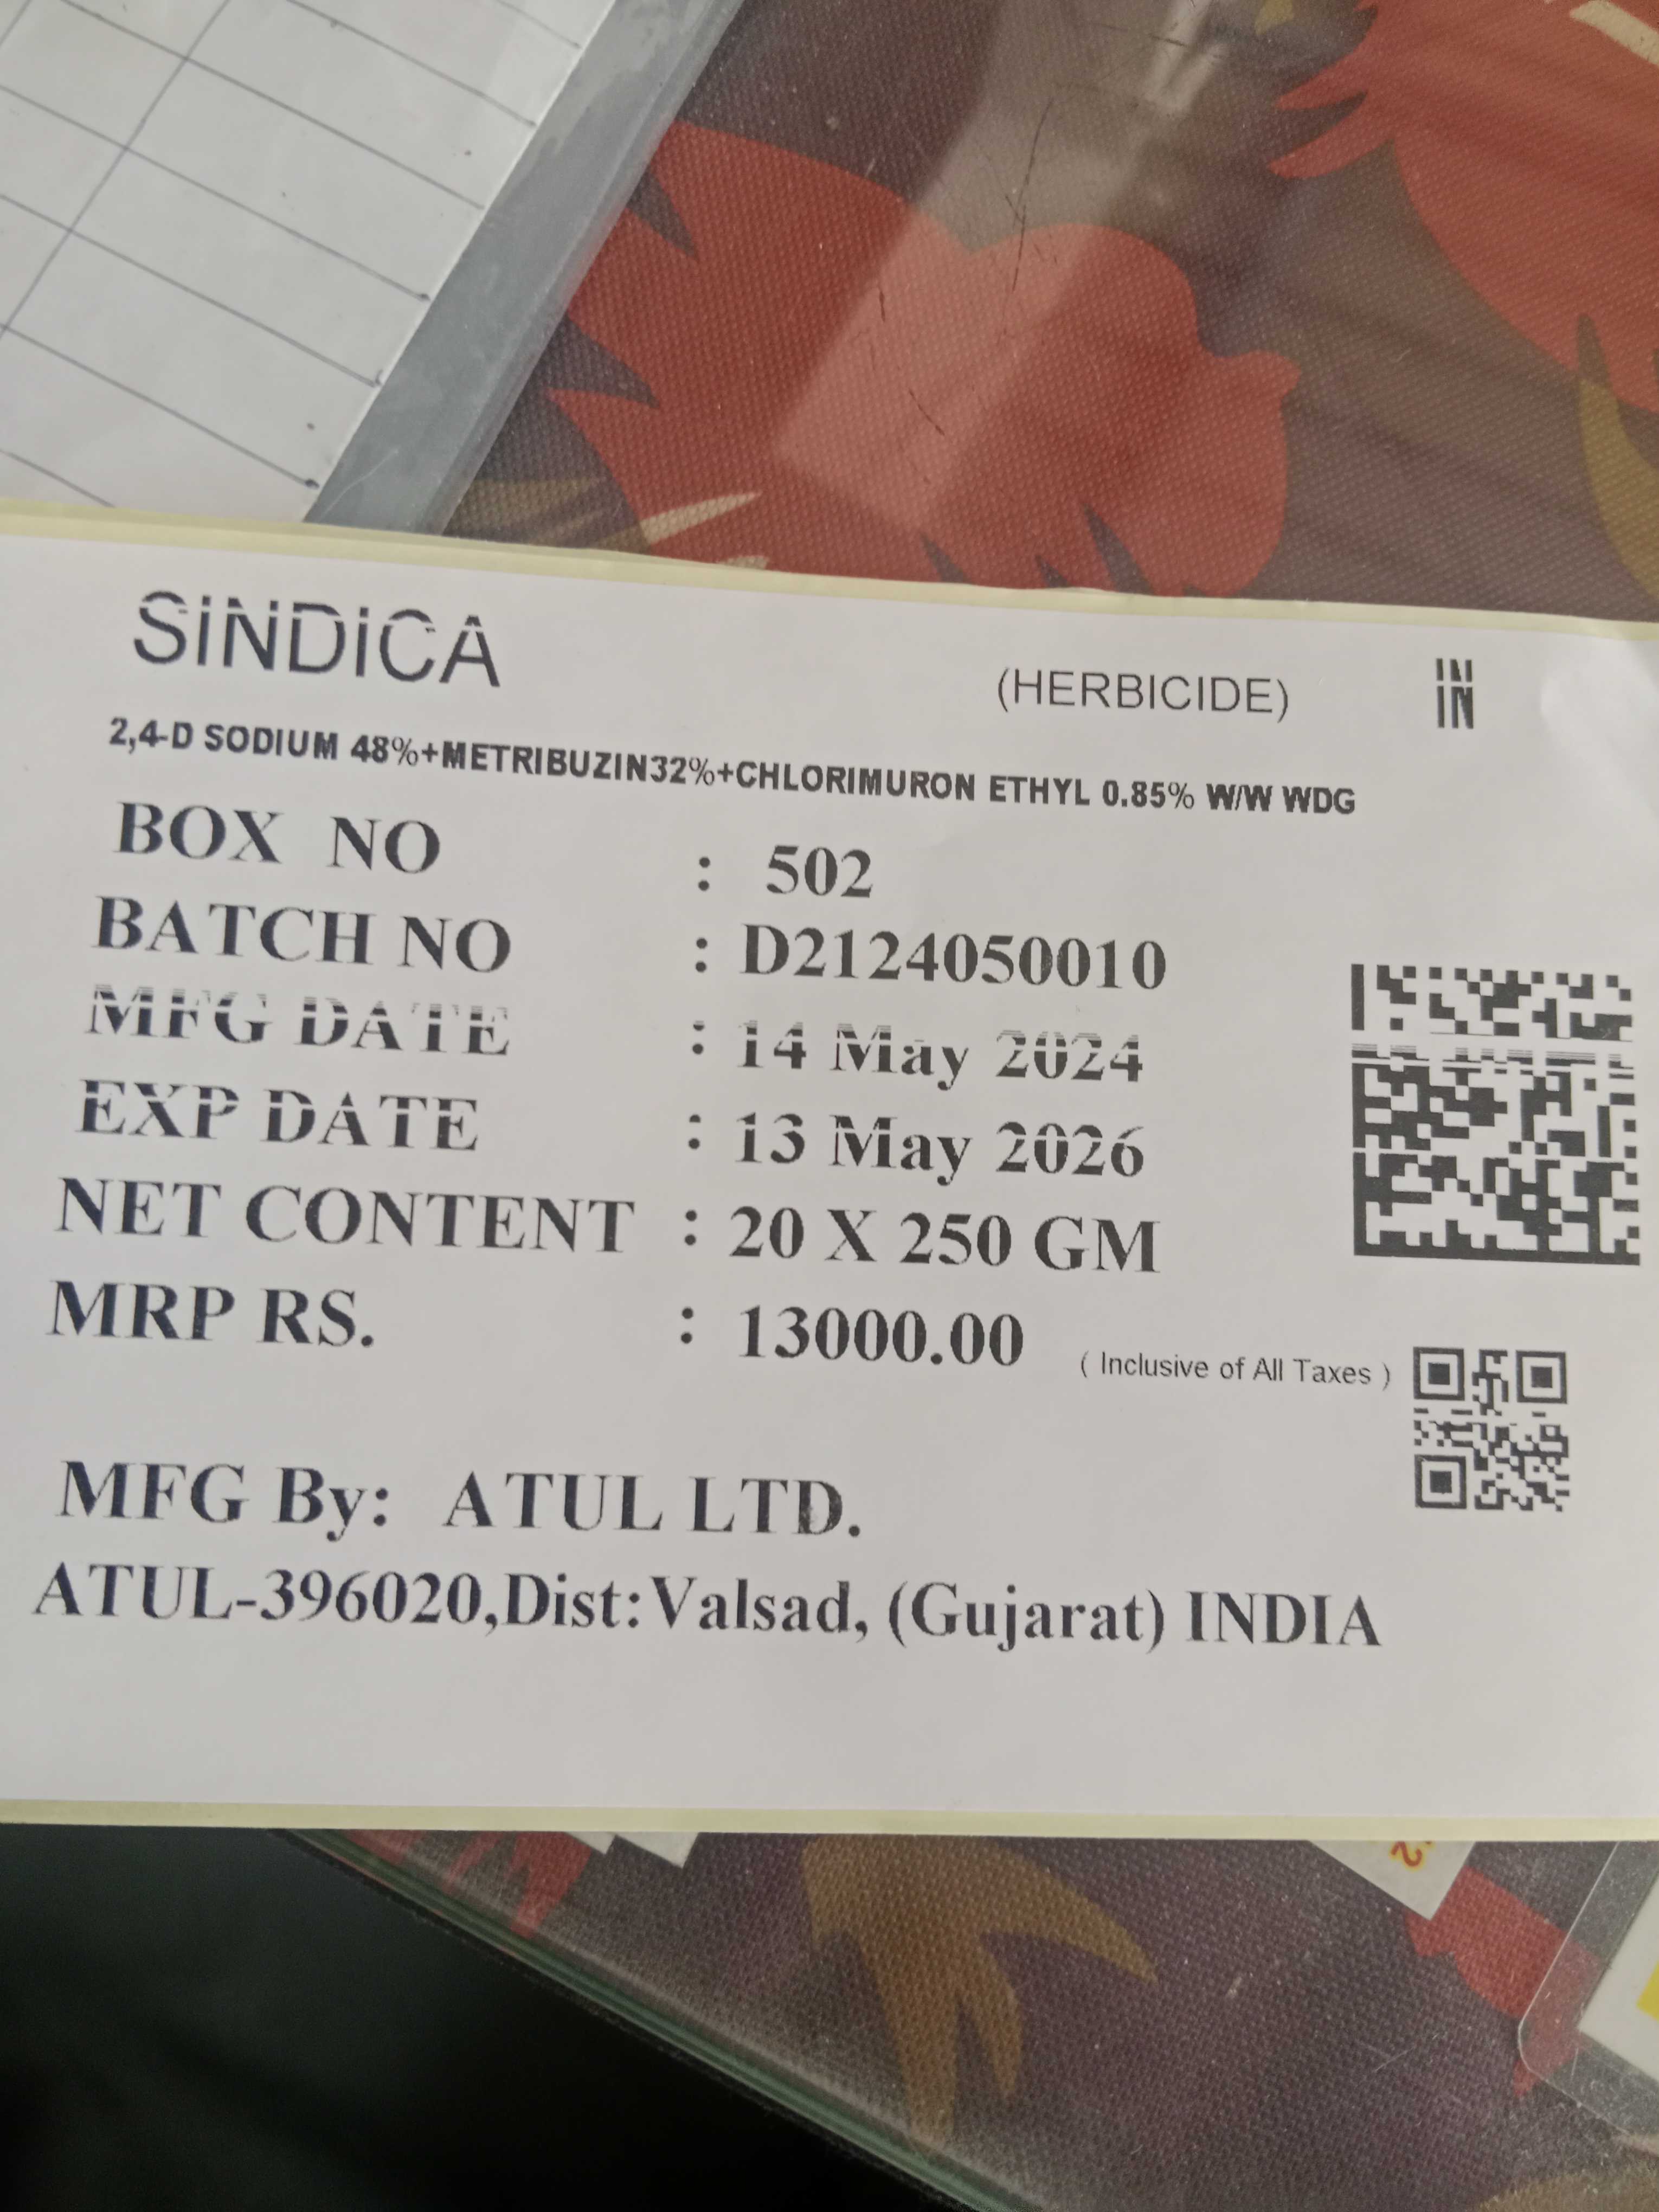 SiNDiCA (HERBICIDE) IN
IN
2,4-D SODIUM 48%+METRIBUZIN32%+CHLORIMURON ETHYL 0.85% W/W WDG
BOX NO : 502
BATCH NO : D2124050010
MFG DATE : 14 May 2024
EXP DATE : 13 May 2026
NET CONTENT : 20 X 250 GM
MRP RS. : 13000.00 ( Inclusive of All Taxes )
MFG By: ATUL LTD.
ATUL-396020,Dist:Valsad, (Gujarat) INDIA